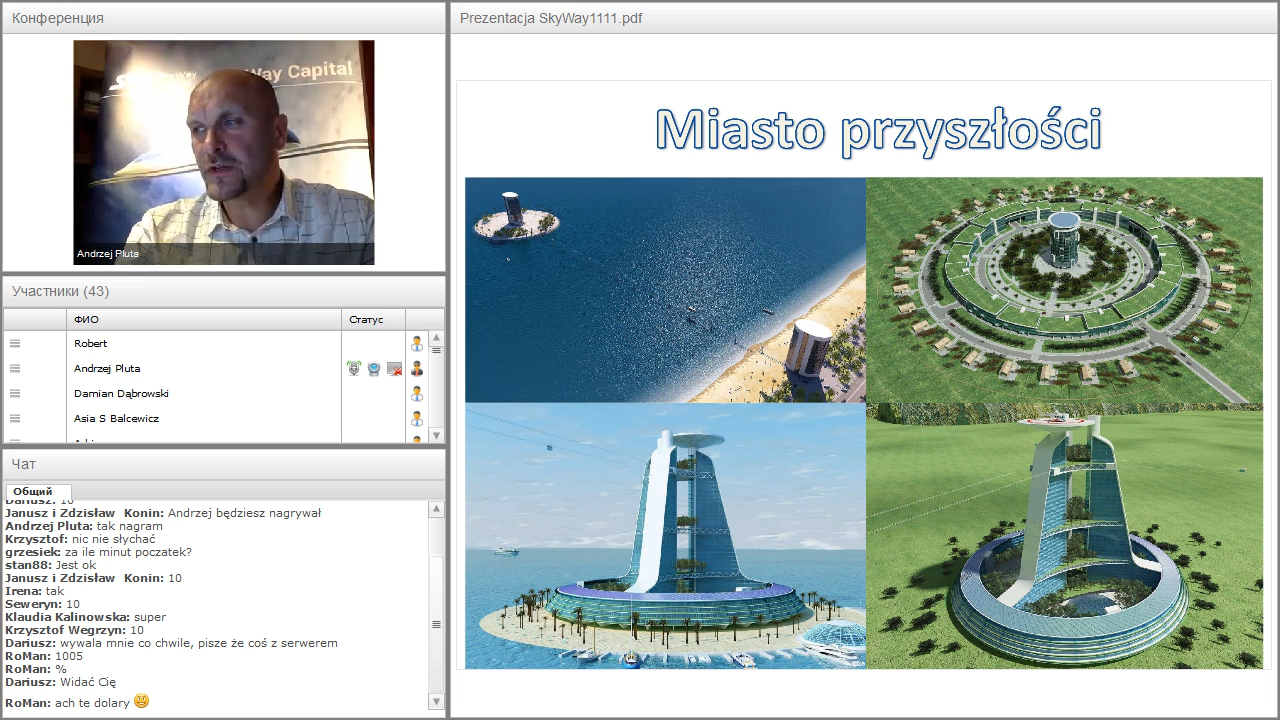 Конференция
Way Capital
Andrzej Pluta
Участники (43)
ФИО Статус
Robert
Andrzej Pluta
Damian Dąbrowski
Asia S Balcewicz
Чат
Общий
Dariusz: 10
Janusz i Zdzisław Konin: Andrzej będziesz nagrywał
Andrzej Pluta: tak nagram
Krzysztof: nic nie słychać
grzesiek: za ile minut poczatek?
stan88: Jest ok
Janusz i Zdzisław Konin: 10
Irena: tak
Seweryn: 10
Klaudia Kalinowska: super
Krzysztof Wegrzyn: 10
Dariusz: wywala mnie co chwile, pisze że coś z serwerem
RoMan: 1005
RoMan: %
Dariusz: Widać Cię
RoMan: ach te dolary
Prezentacja SkyWay1111.pdf
Miasto przyszłości